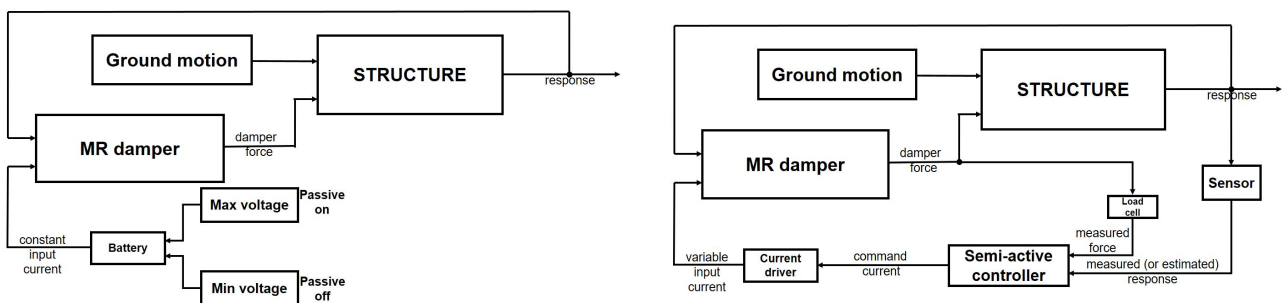 Ground motion
STRUCTURE
response
MR damper
damper
force
Max voltage
Passive
on
constant
input
current
Battery
Min voltage
Passive
off
Ground motion
STRUCTURE
response
MR damper
damper
force
Sensor
Load
cell
measured
force
variable
input
current
Current
driver
command
current
Semi-active
controller
measured (or estimated)
response